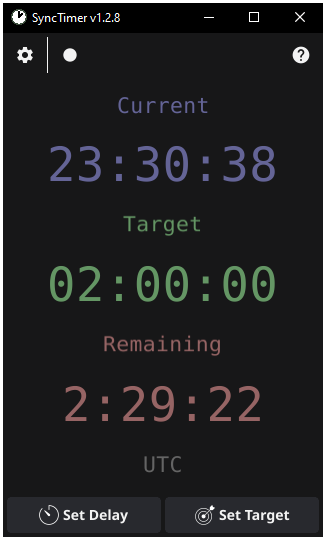 SyncTimer v1.2.8
Current
23:30:38
Target
02:00:00
Remaining
2:29:22
UTC
Set Delay Set Target